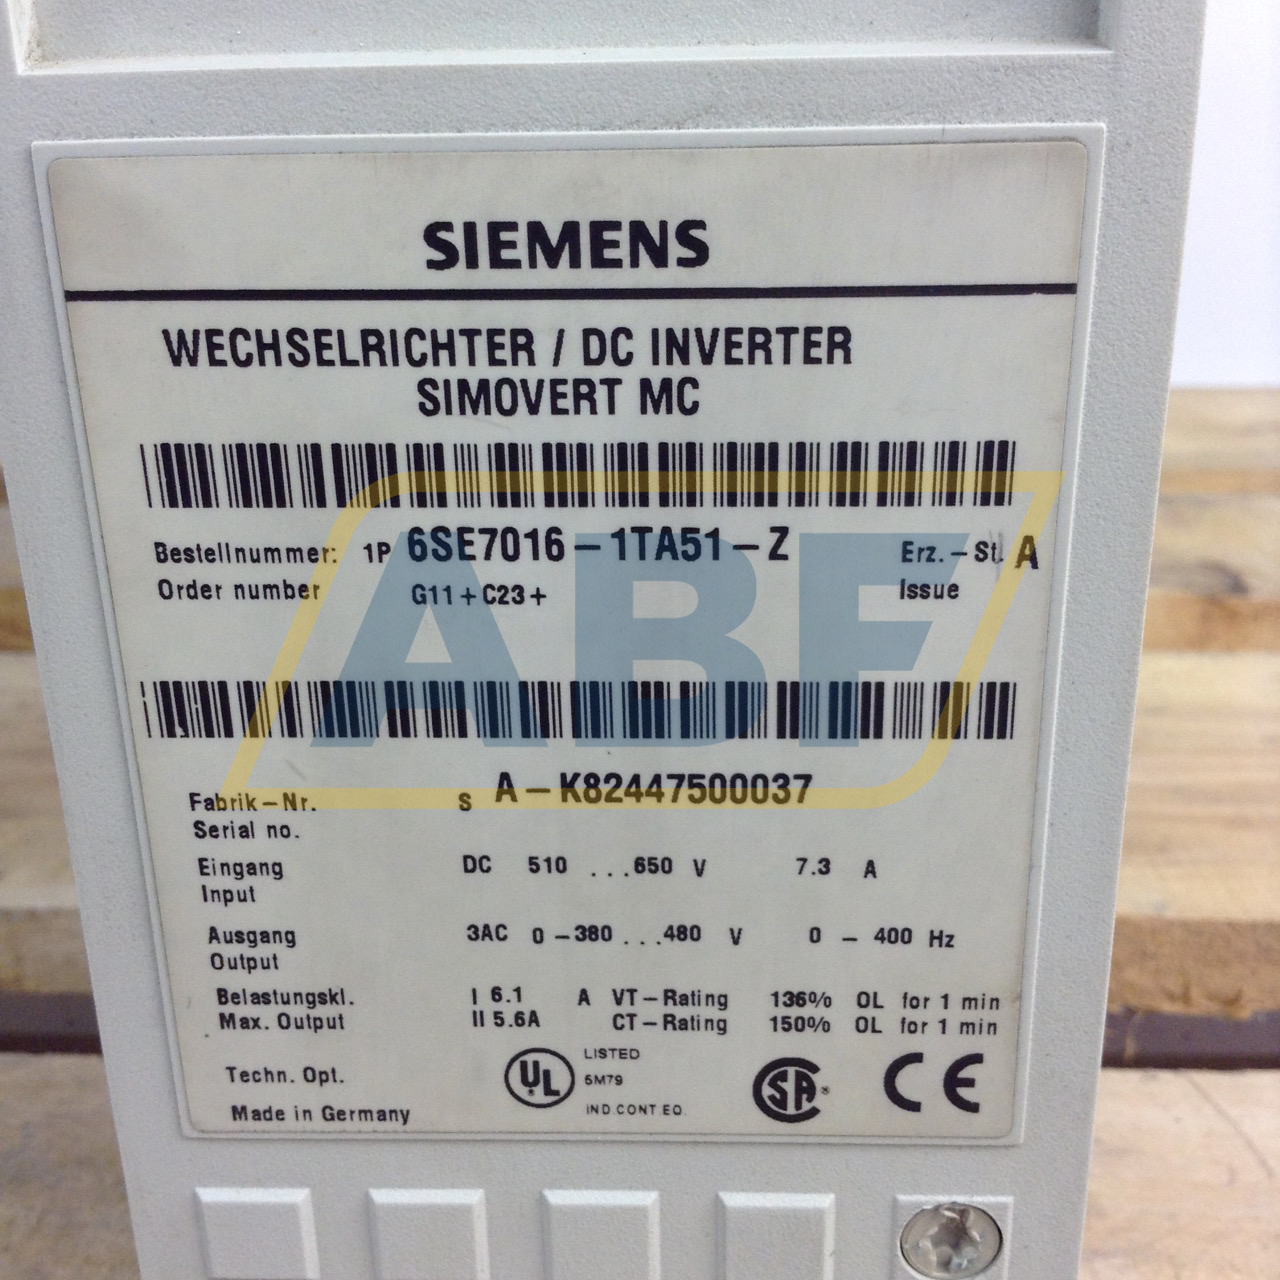 SIEMENS
WECHSELRICHTER / DC INVERTER
SIMOVERT MC
Bestellnummer: 1P 6SE7016-1TA51-Z Erz.-St. A
Order number G11+C23+ Issue
ABF
Fabrik-Nr. S A-K82447500037
Serial no.
Eingang DC 510 ...650 V 7.3 A
Input
Ausgang 3AC 0-380...480 V 0 - 400 Hz
Output
Belastungskl. I 6.1 A VT-Rating 136% OL for 1 min
Max. Output II 5.6A CT-Rating 150% OL for 1 min
Techn. Opt.
UL LISTED
5M79
IND.CONT.EQ.
SA CE
Made in Germany